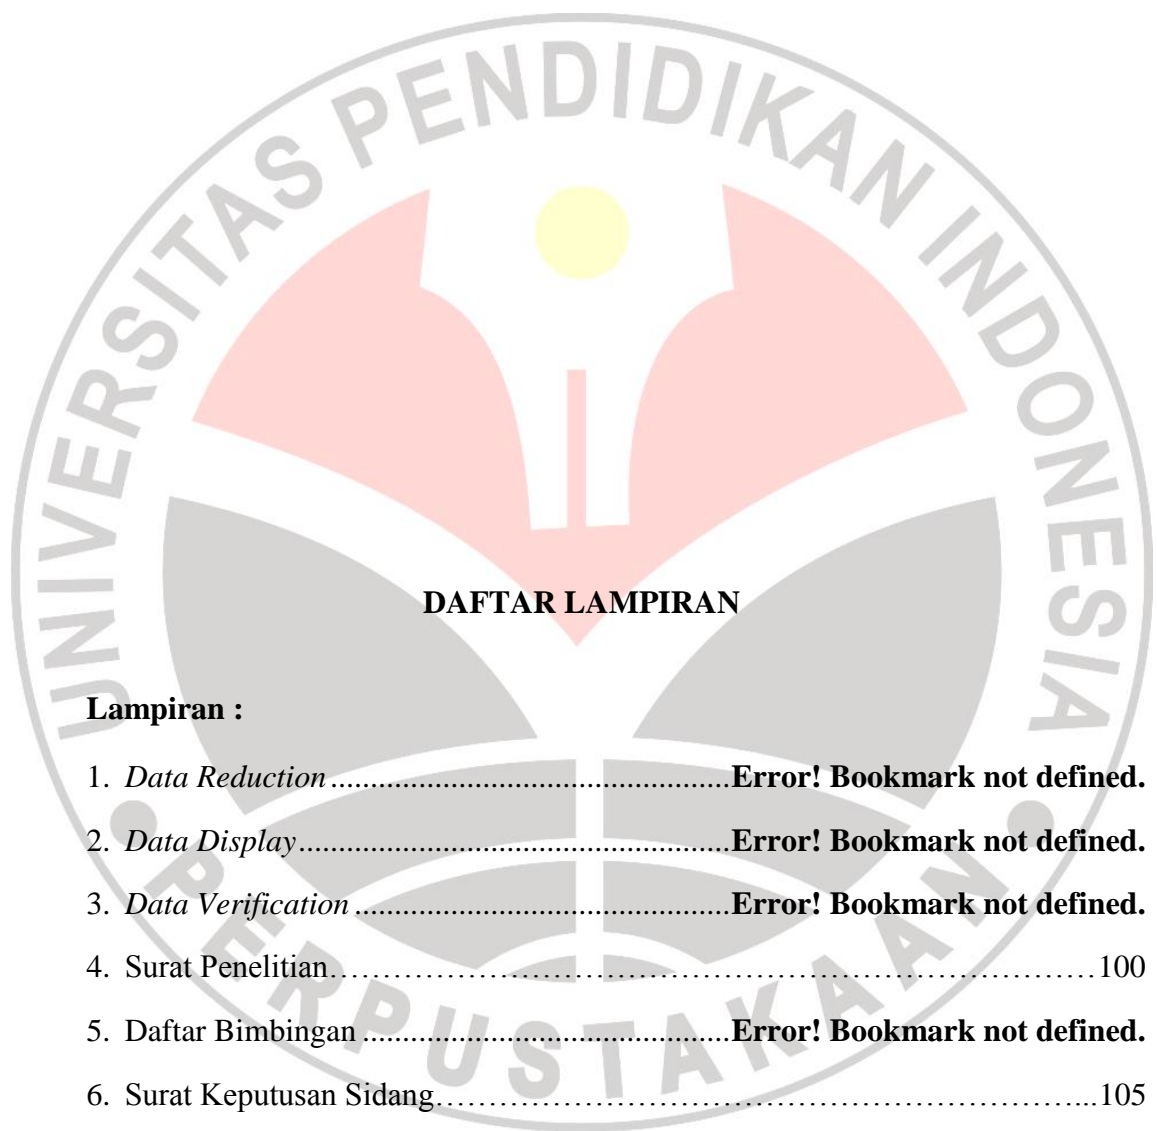 UNIVERSITAS PENDIDIKAN INDONESIA
DAFTAR LAMPIRAN
Lampiran :
1. Data Reduction..................................................Error! Bookmark not defined.
2. Data Display......................................................Error! Bookmark not defined.
3. Data Verification...............................................Error! Bookmark not defined.
4. Surat Penelitian……………………………………………………100
5. Daftar Bimbingan..............................................Error! Bookmark not defined.
6. Surat Keputusan Sidang……………………………………………...105
PERPUSTAKAAN